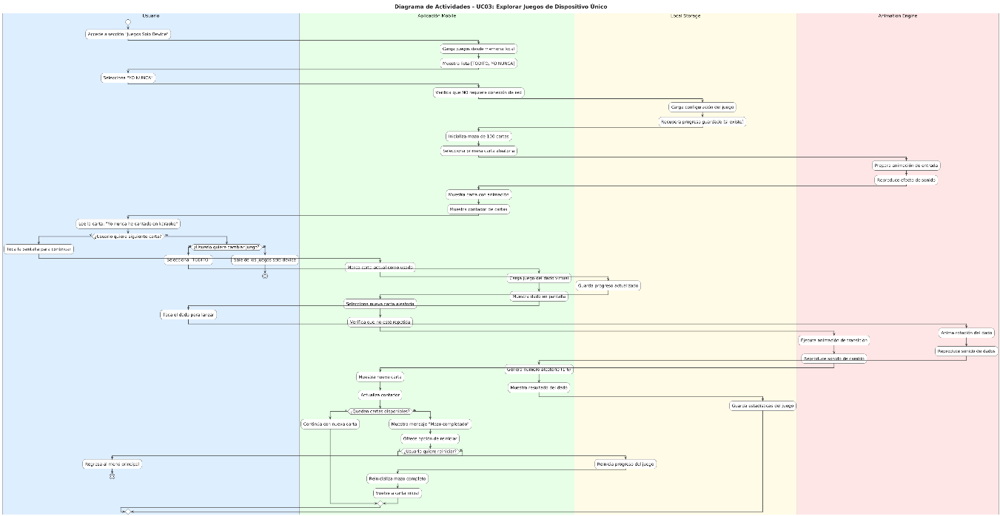 Diagrama de Actividades - UC03: Explorar Juegos de Dispositivo Único
Usuario
Aplicación Mobile
Local Storage
Animation Engine
Accede a sección "Juegos Solo Device"
Carga juegos desde memoria local
Muestra lista [TODITO, YO NUNCA]
Selecciona "YO NUNCA"
Verifica que NO requiere conexión de red
Carga configuración del juego
Recupera progreso guardado (si existe)
Inicializa mazo de 100 cartas
Selecciona primera carta aleatoria
Prepara animación de entrada
Reproduce efecto de sonido
Muestra carta con animación
Muestra contador de cartas
Lee la carta: "Yo nunca he cantado en karaoke"
¿Usuario quiere siguiente carta?
Toca la pantalla para continuar
¿Usuario quiere cambiar juego?
Selecciona "TODITO"
Sale de los juegos solo device
Marca carta actual como usada
Carga juego del dado virtual
Guarda progreso actualizado
Muestra dado en pantalla
Selecciona nueva carta aleatoria
Toca el dado para lanzar
Verifica que no esté repetida
Anima rotación del dado
Ejecuta animación de transición
Reproduce sonido de dados
Reproduce sonido de cambio
Genera número aleatorio (1-6)
Muestra nueva carta
Muestra resultado del dado
Actualiza contador
Guarda estadísticas del juego
¿Quedan cartas disponibles?
Continúa con nueva carta
Muestra mensaje "Mazo completado"
Ofrece opción de reiniciar
¿Usuario quiere reiniciar?
Regresa al menú principal
Reinicia progreso del juego
Reinicializa mazo completo
Vuelve a carta inicial